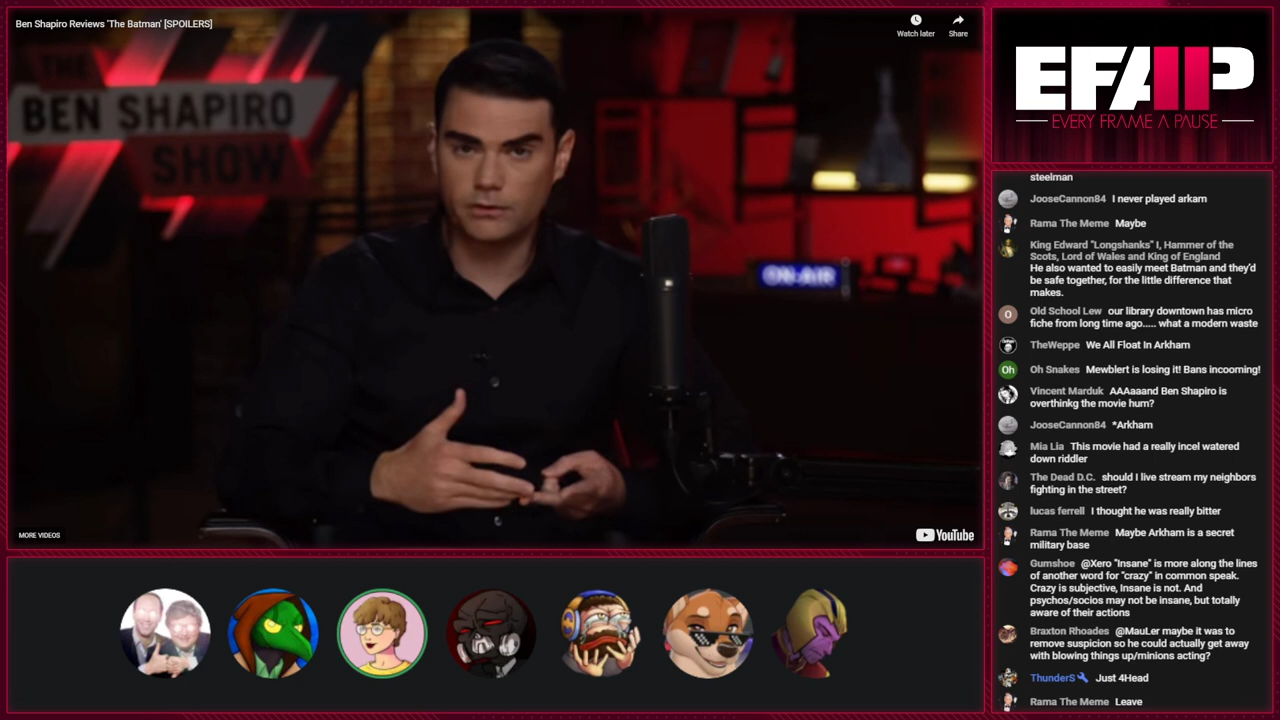 Ben Shapiro Reviews 'The Batman' [SPOILERS]
Watch later
Share
THE
BEN SHAPIRO
SHOW
ON-AIR
MORE VIDEOS
YouTube
EFAP
EVERY FRAME A PAUSE
steelman
JooseCannon84 I never played arkam
Rama The Meme Maybe
King Edward "Longshanks" I, Hammer of the
Scots, Lord of Wales and King of England
He also wanted to easily meet Batman and they'd
be safe together, for the little difference that
makes.
O
Old School Lew our library downtown has micro
fiche from long time ago..... what a modern waste
TheWeppe We All Float In Arkham
Oh
Oh Snakes Mewblert is losing it! Bans incooming!
Vincent Marduk AAAaaand Ben Shapiro is
overthinkg the movie hum?
JooseCannon84 *Arkham
Mia Lia This movie had a really incel watered
down riddler
The Dead D.C. should I live stream my neighbors
fighting in the street?
lucas ferrell I thought he was really bitter
Rama The Meme Maybe Arkham is a secret
military base
Gumshoe @Xero "Insane" is more along the lines
of another word for "crazy" in common speak.
Crazy is subjective, Insane is not. And
psychos/socios may not be insane, but totally
aware of their actions
Braxton Rhoades @MauLer maybe it was to
remove suspicion so he could actually get away
with blowing things up/minions acting?
ThunderS Just 4Head
Rama The Meme Leave